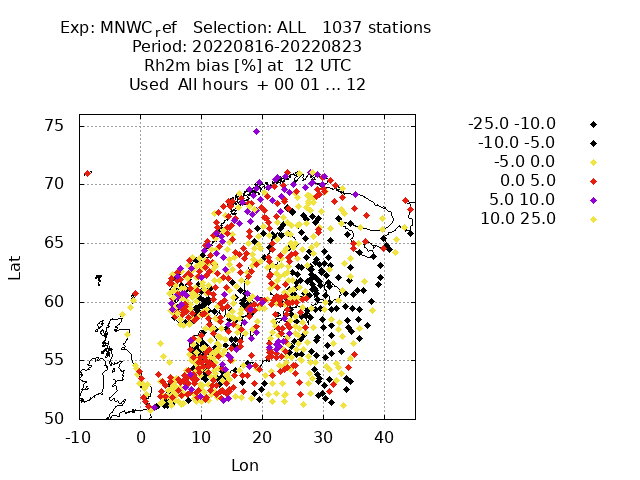 Exp: MNWC_ref   Selection: ALL   1037 stations
Period: 20220816-20220823
Rh2m bias [%] at  12 UTC
Used  All hours  + 00 01 ... 12
-25.0 -10.0
-10.0 -5.0
-5.0 0.0
0.0 5.0
5.0 10.0
10.0 25.0
75
70
65
60
55
50
Lat
-10 0 10 20 30 40
Lon